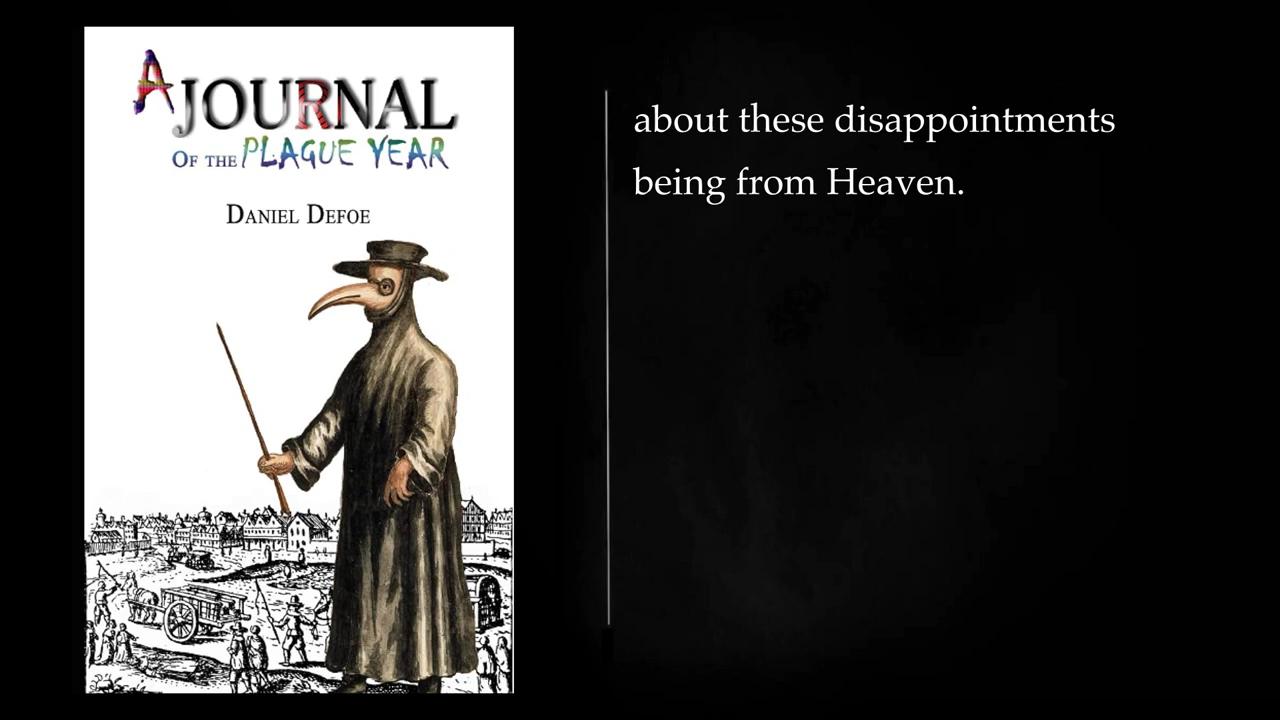 A JOURNAL
OF THE PLAGUE YEAR
DANIEL DEFOE
about these disappointments
being from Heaven.